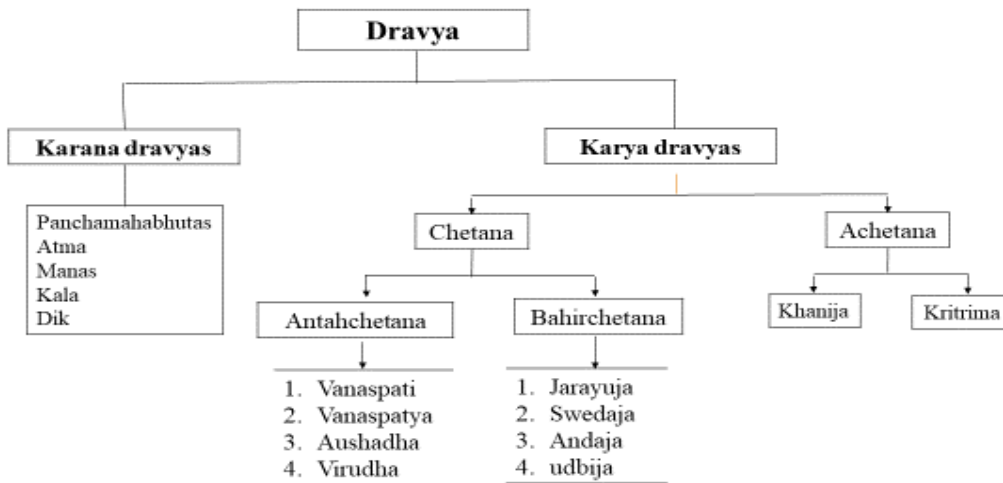 Dravya
Karana dravyas
Karya dravyas
Panchamahabhutas
Atma
Manas
Kala
Dik
Chetana
Achetana
Antahchetana
Bahirchetana
Khanija
Kritrima
1. Vanaspati
2. Vanaspatya
3. Aushadha
4. Virudha
1. Jarayuja
2. Swedaja
3. Andaja
4. udbija